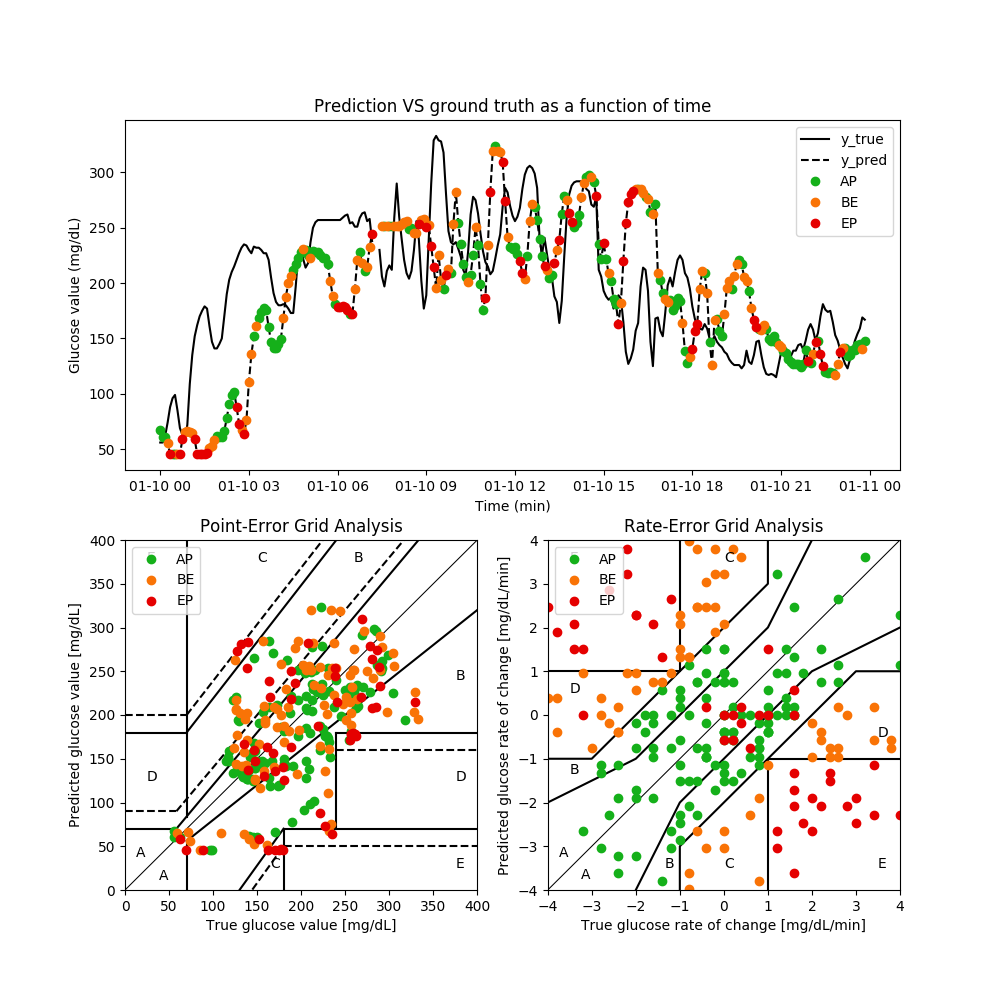 Prediction VS ground truth as a function of time
Glucose value (mg/dL)
300
250
200
150
100
50
y_true
y_pred
AP
BE
EP
01-10 00 01-10 03 01-10 06 01-10 09 01-10 12 01-10 15 01-10 18 01-10 21 01-11 00
Time (min)
Point-Error Grid Analysis
Predicted glucose value [mg/dL]
400
350
300
250
200
150
100
50
0
AP
BE
EP
C
B
B
D
D
A
A
C
E
0 50 100 150 200 250 300 350 400
True glucose value [mg/dL]
Rate-Error Grid Analysis
Predicted glucose rate of change [mg/dL/min]
4
3
2
1
0
−1
−2
−3
−4
AP
BE
EP
C
D
D
B
A
A
B
C
E
−4 −3 −2 −1 0 1 2 3 4
True glucose rate of change [mg/dL/min]